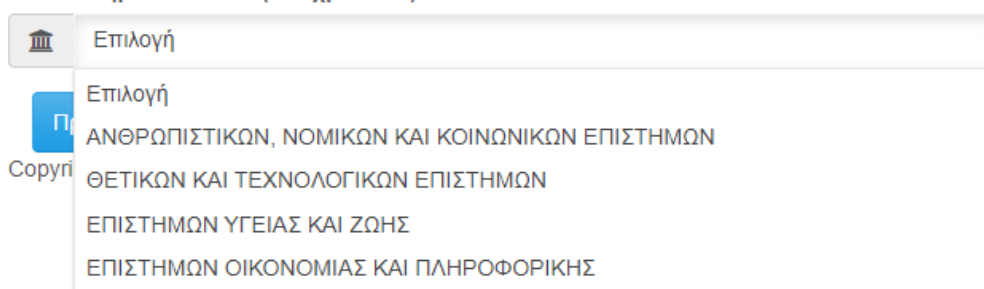 Επιλογή
Επιλογή
ΑΝΘΡΩΠΙΣΤΙΚΩΝ, ΝΟΜΙΚΩΝ ΚΑΙ ΚΟΙΝΩΝΙΚΩΝ ΕΠΙΣΤΗΜΩΝ
ΘΕΤΙΚΩΝ ΚΑΙ ΤΕΧΝΟΛΟΓΙΚΩΝ ΕΠΙΣΤΗΜΩΝ
ΕΠΙΣΤΗΜΩΝ ΥΓΕΙΑΣ ΚΑΙ ΖΩΗΣ
ΕΠΙΣΤΗΜΩΝ ΟΙΚΟΝΟΜΙΑΣ ΚΑΙ ΠΛΗΡΟΦΟΡΙΚΗΣ